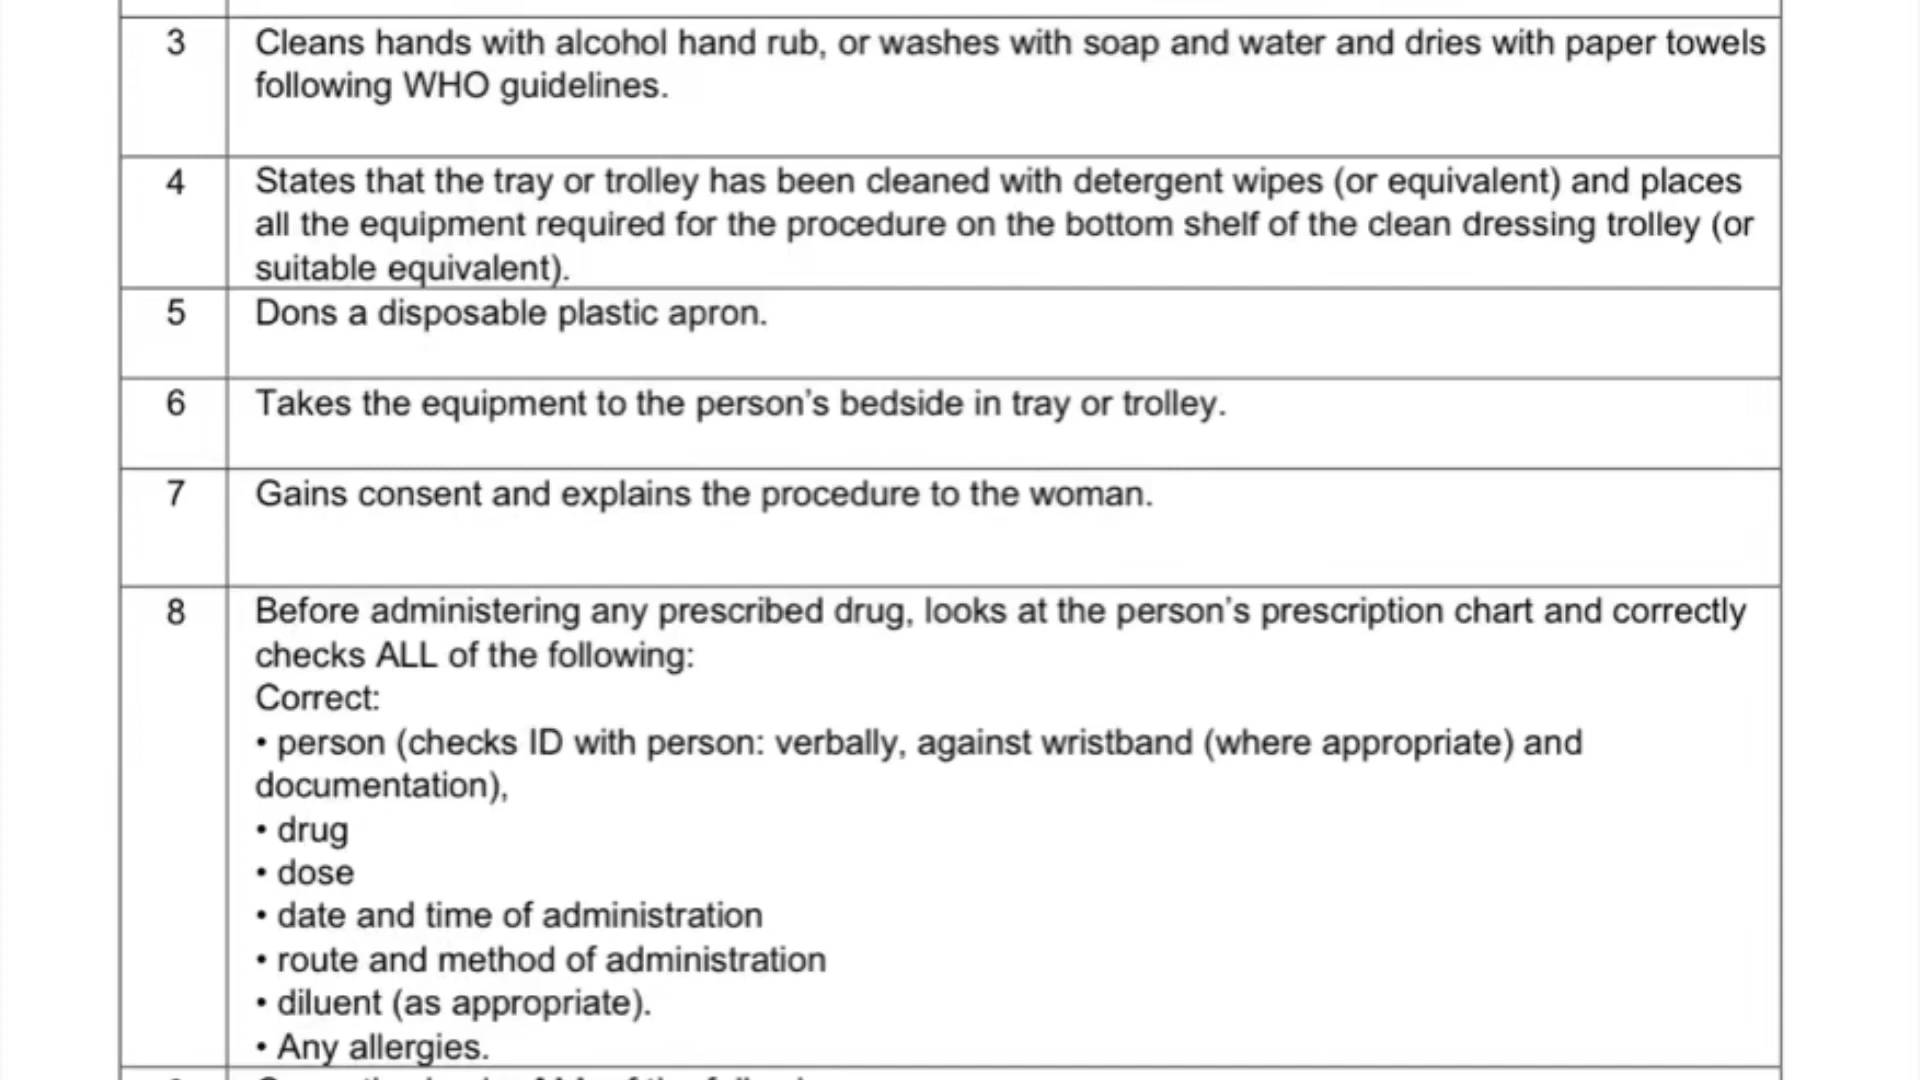 3 Cleans hands with alcohol hand rub, or washes with soap and water and dries with paper towels
following WHO guidelines.
4 States that the tray or trolley has been cleaned with detergent wipes (or equivalent) and places
all the equipment required for the procedure on the bottom shelf of the clean dressing trolley (or
suitable equivalent).
5 Dons a disposable plastic apron.
6 Takes the equipment to the person’s bedside in tray or trolley.
7 Gains consent and explains the procedure to the woman.
8 Before administering any prescribed drug, looks at the person’s prescription chart and correctly
checks ALL of the following:
Correct:
• person (checks ID with person: verbally, against wristband (where appropriate) and
documentation),
• drug
• dose
• date and time of administration
• route and method of administration
• diluent (as appropriate).
• Any allergies.